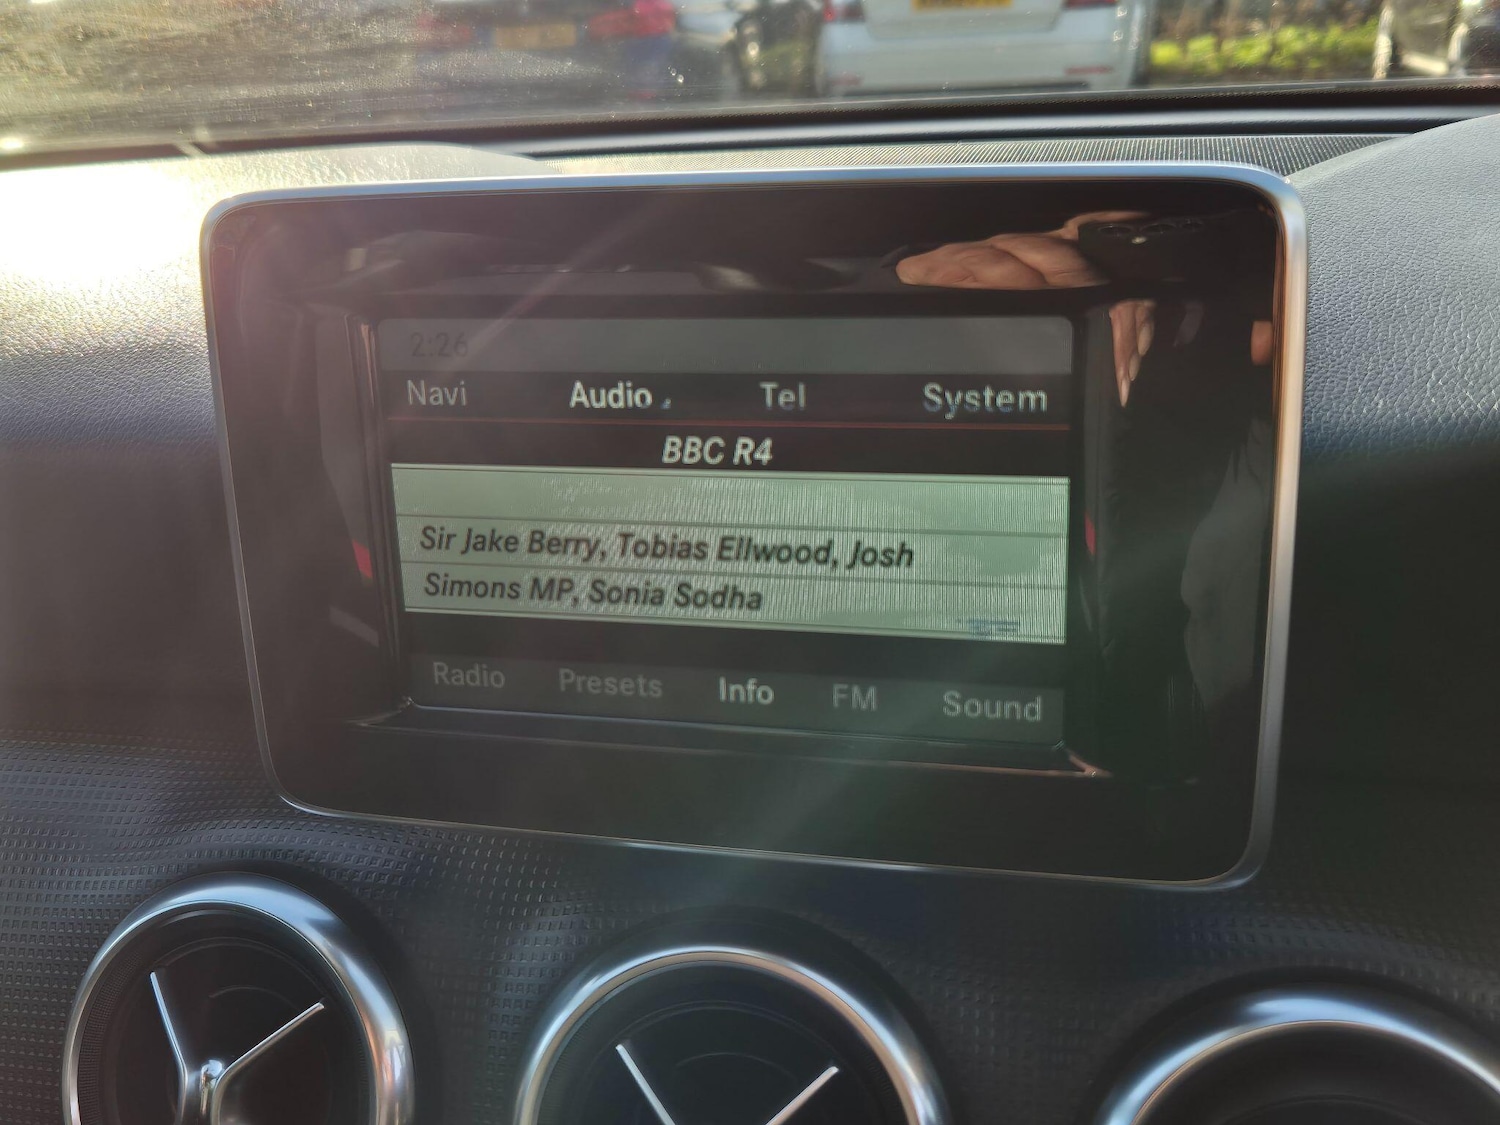 2:26
Navi Audio Tel System
BBC R4
Sir Jake Berry, Tobias Ellwood, Josh
Simons MP, Sonia Sodha
Radio Presets Info FM Sound